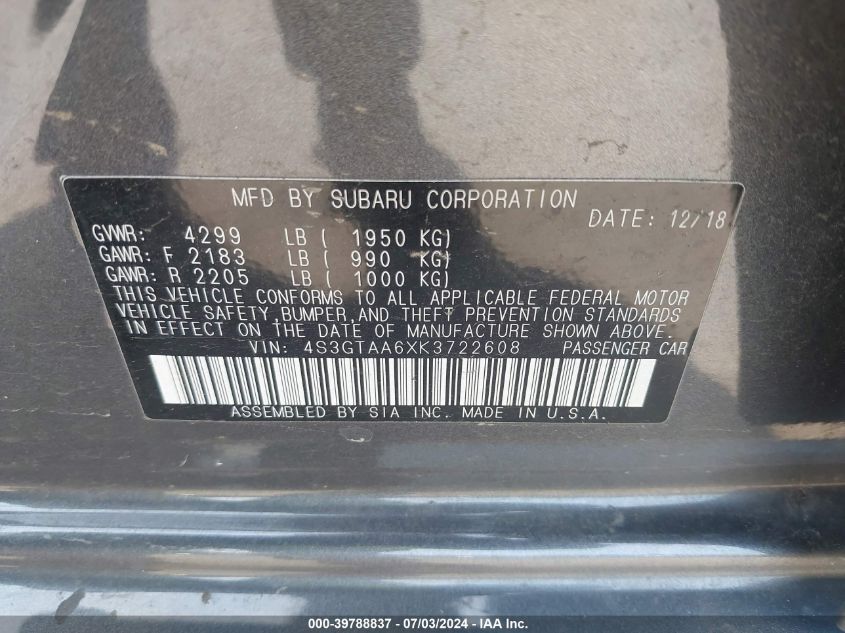 MFD BY SUBARU CORPORATION
DATE: 12/18
GVWR: 4299 LB ( 1950 KG)
GAWR: F 2183 LB ( 990 KG)
GAWR: R 2205 LB ( 1000 KG)
THIS VEHICLE CONFORMS TO ALL APPLICABLE FEDERAL MOTOR
VEHICLE SAFETY, BUMPER, AND THEFT PREVENTION STANDARDS
IN EFFECT ON THE DATE OF MANUFACTURE SHOWN ABOVE.
VIN: 4S3GTAA6XK3722608 PASSENGER CAR
ASSEMBLED BY SIA INC. MADE IN U.S.A.
000-39788837 - 07/03/2024 - IAA Inc.